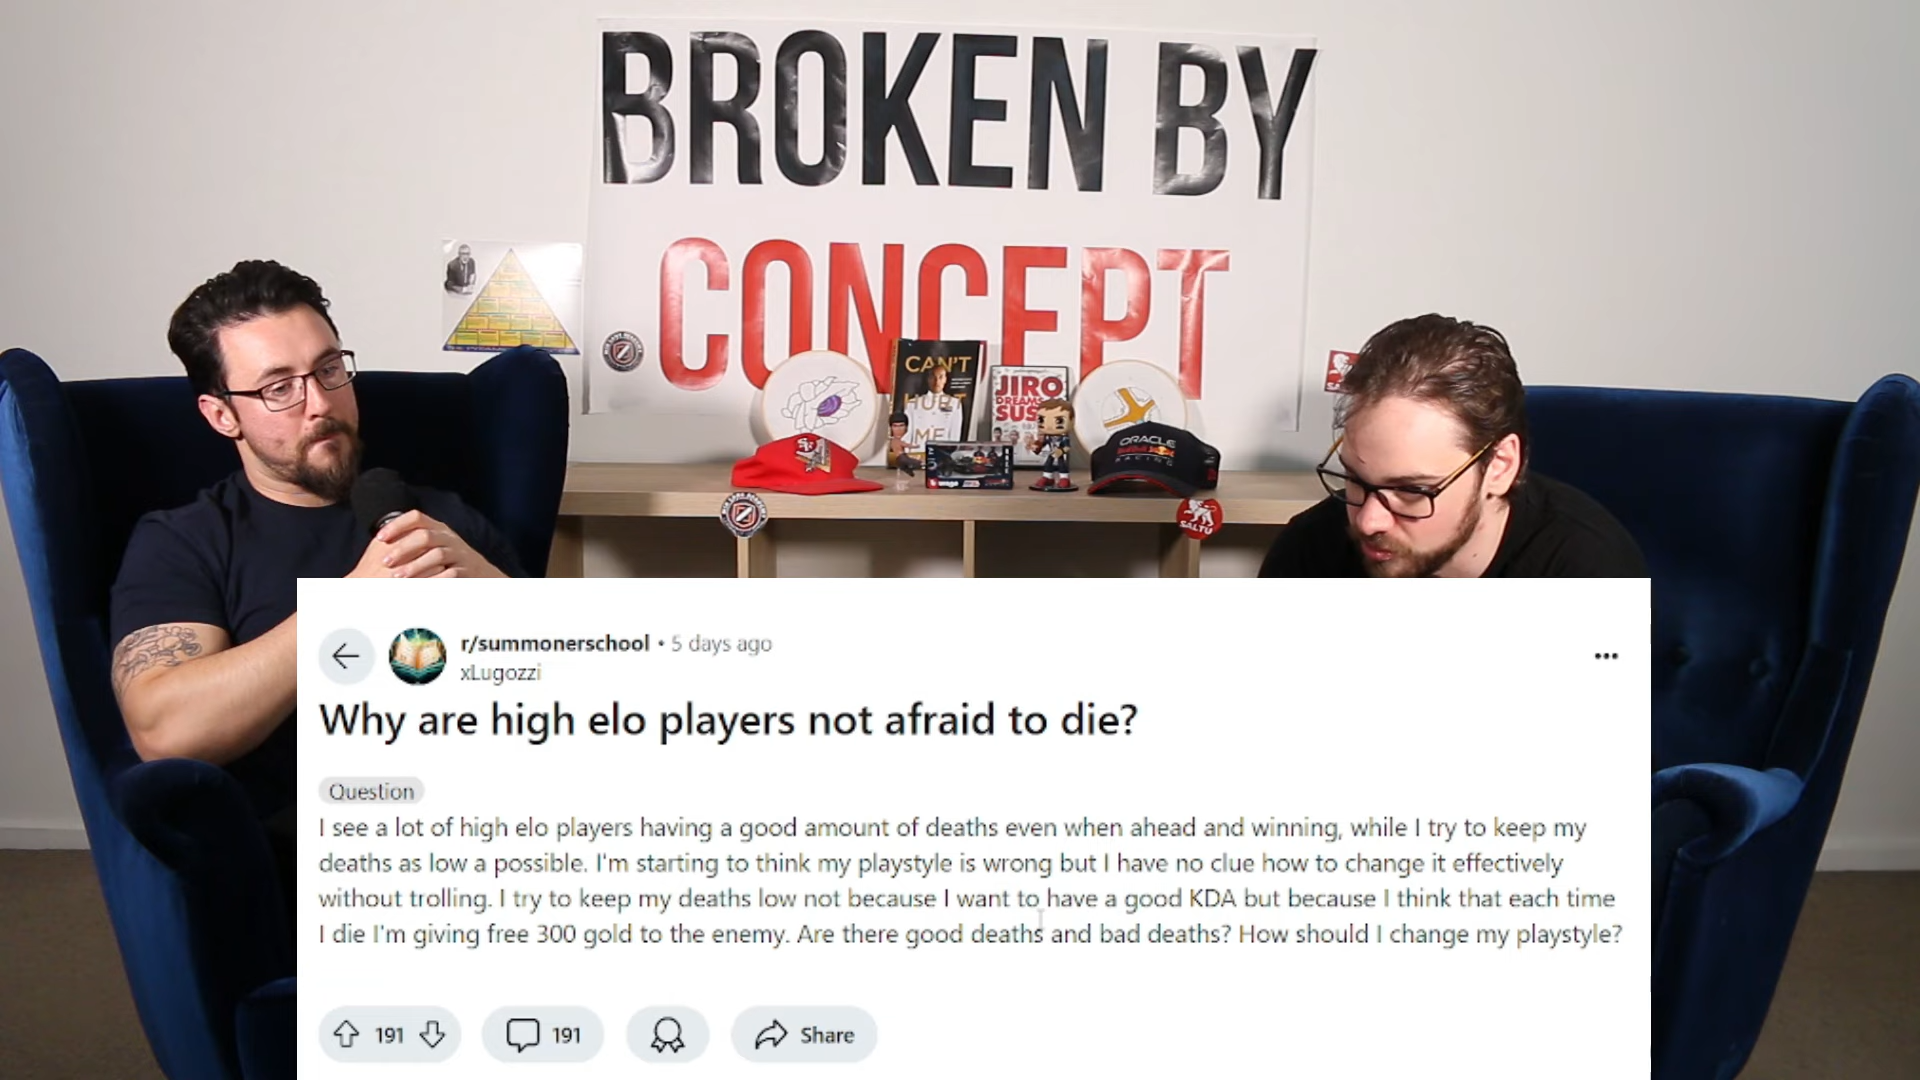 BROKEN BY
CONCEPT
CAN'T
HURT
ME
JIRO
DREAMS
SUS
ORACLE
Red Bull
RACING
SALTU
r/summonerschool • 5 days ago
xLugozzi
Why are high elo players not afraid to die?
Question
I see a lot of high elo players having a good amount of deaths even when ahead and winning, while I try to keep my
deaths as low a possible. I'm starting to think my playstyle is wrong but I have no clue how to change it effectively
without trolling. I try to keep my deaths low not because I want to have a good KDA but because I think that each time
I die I'm giving free 300 gold to the enemy. Are there good deaths and bad deaths? How should I change my playstyle?
191
191
Share